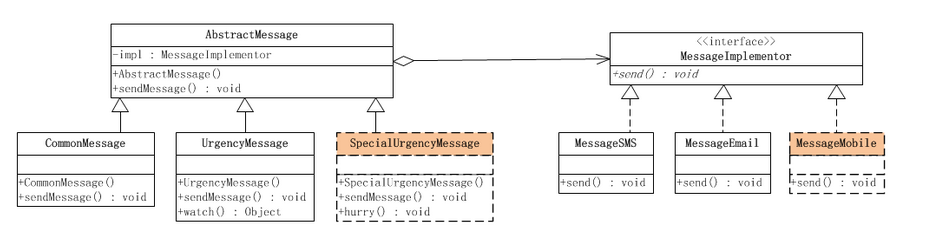 AbstractMessage
-impl : MessageImplementor
+AbstractMessage()
+sendMessage() : void
<<interface>>
MessageImplementor
+send() : void
CommonMessage
+CommonMessage()
+sendMessage() : void
UrgencyMessage
+UrgencyMessage()
+sendMessage() : void
+watch() : Object
SpecialUrgencyMessage
+SpecialUrgencyMessage()
+sendMessage() : void
+hurry() : void
MessageSMS
+send() : void
MessageEmail
+send() : void
MessageMobile
+send() : void